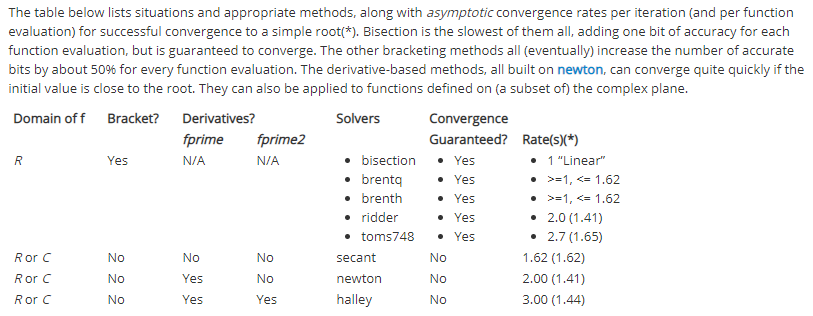 The table below lists situations and appropriate methods, along with asymptotic convergence rates per iteration (and per function
evaluation) for successful convergence to a simple root(*). Bisection is the slowest of them all, adding one bit of accuracy for each
function evaluation, but is guaranteed to converge. The other bracketing methods all (eventually) increase the number of accurate
bits by about 50% for every function evaluation. The derivative-based methods, all built on newton, can converge quite quickly if the
initial value is close to the root. They can also be applied to functions defined on (a subset of) the complex plane.
Domain of f Bracket? Derivatives? Solvers Convergence
fprime fprime2 Guaranteed? Rate(s)(*)
R Yes N/A N/A • bisection • Yes • 1 “Linear”
• brentq • Yes • >=1, <= 1.62
• brenth • Yes • >=1, <= 1.62
• ridder • Yes • 2.0 (1.41)
• toms748 • Yes • 2.7 (1.65)
R or C No No No secant No 1.62 (1.62)
R or C No Yes No newton No 2.00 (1.41)
R or C No Yes Yes halley No 3.00 (1.44)